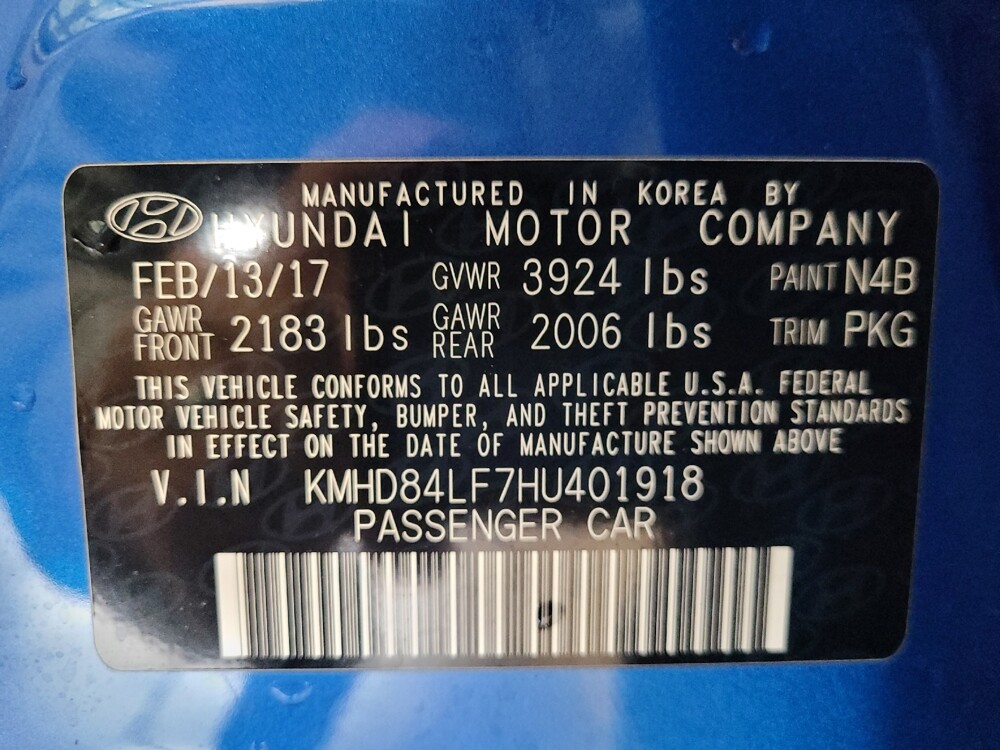 MANUFACTURED IN KOREA BY
HYUNDAI MOTOR COMPANY
FEB/13/17 GVWR 3924 lbs PAINT N4B
GAWR FRONT 2183 lbs GAWR REAR 2006 lbs TRIM PKG
THIS VEHICLE CONFORMS TO ALL APPLICABLE U.S.A. FEDERAL
MOTOR VEHICLE SAFETY, BUMPER, AND THEFT PREVENTION STANDARDS
IN EFFECT ON THE DATE OF MANUFACTURE SHOWN ABOVE
V.I.N KMHD84LF7HU401918
PASSENGER CAR